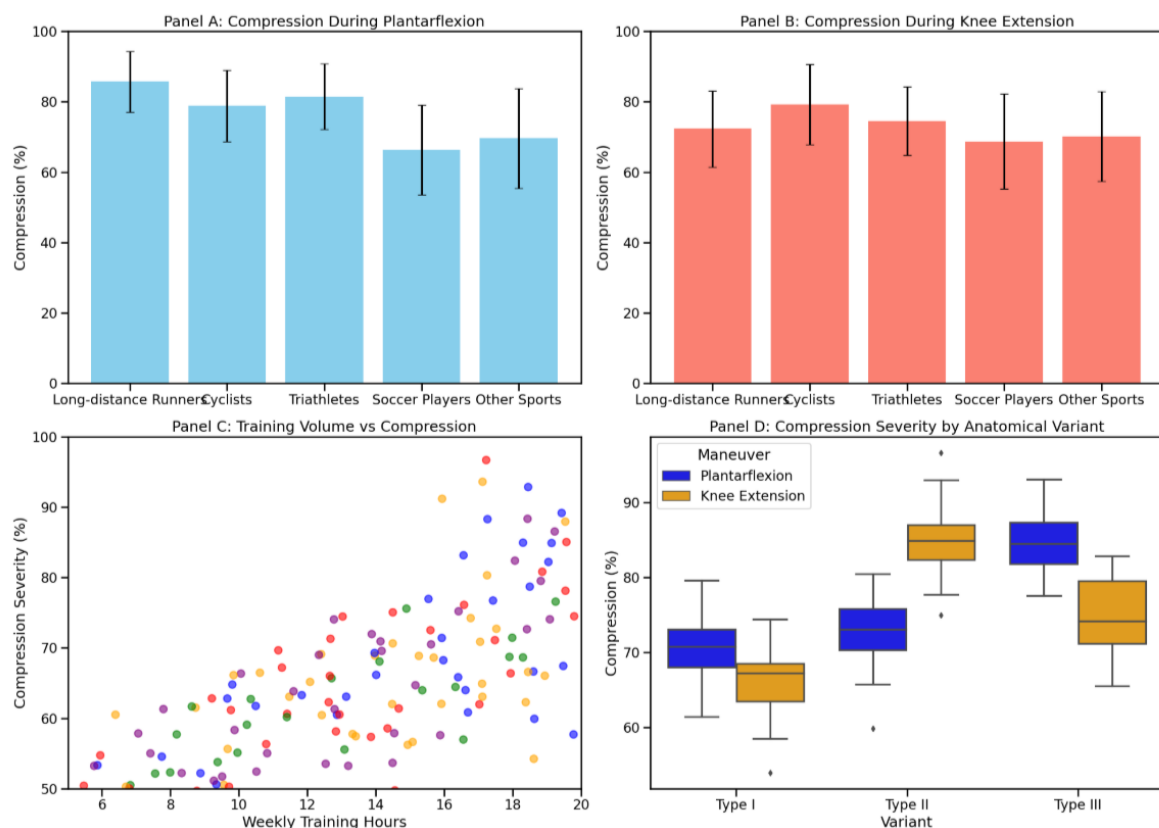 Panel A: Compression During Plantarflexion
100
80
60
40
20
0
Compression (%)
Long-distance Runners Cyclists Triathletes Soccer Players Other Sports
Panel B: Compression During Knee Extension
100
80
60
40
20
0
Compression (%)
Long-distance Runners Cyclists Triathletes Soccer Players Other Sports
Panel C: Training Volume vs Compression
100
90
80
70
60
50
Compression Severity (%)
6 8 10 12 14 16 18 20
Weekly Training Hours
Panel D: Compression Severity by Anatomical Variant
Maneuver
Plantarflexion
Knee Extension
90
80
70
60
Compression (%)
Type I Type II Type III
Variant